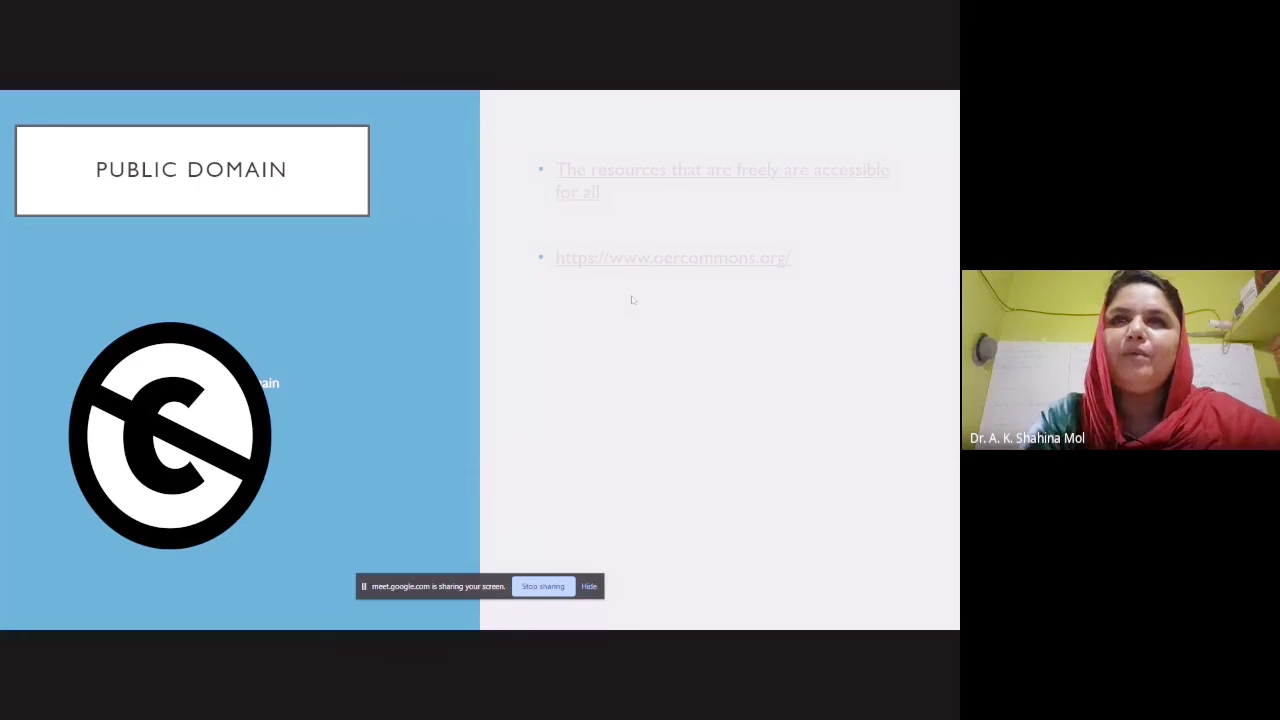 PUBLIC DOMAIN
The resources that are freely are accessible
for all
https://www.oercommons.org/
ain
meet.google.com is sharing your screen. Stop sharing Hide
Dr. A. K. Shahina Mol